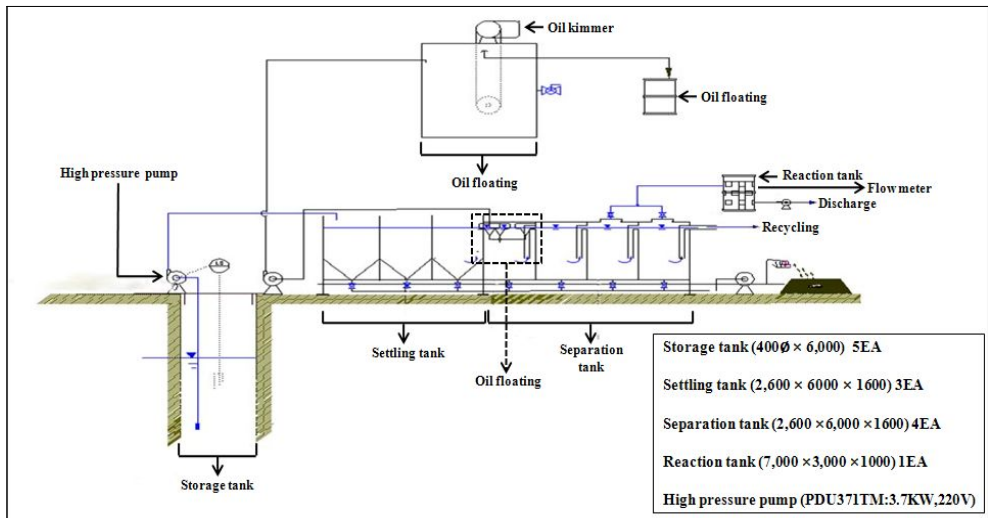 Oil kimmer
Oil floating
Oil floating
High pressure pump
Reaction tank
Flow meter
Discharge
Recycling
Settling tank
Separation
tank
Oil floating
Storage tank
Storage tank (400Ø × 6,000) 5EA
Settling tank (2,600 × 6000 × 1600) 3EA
Separation tank (2,600 ×6,000 ×1600) 4EA
Reaction tank (7,000 ×3,000 ×1000) 1EA
High pressure pump (PDU371TM:3.7KW,220V)